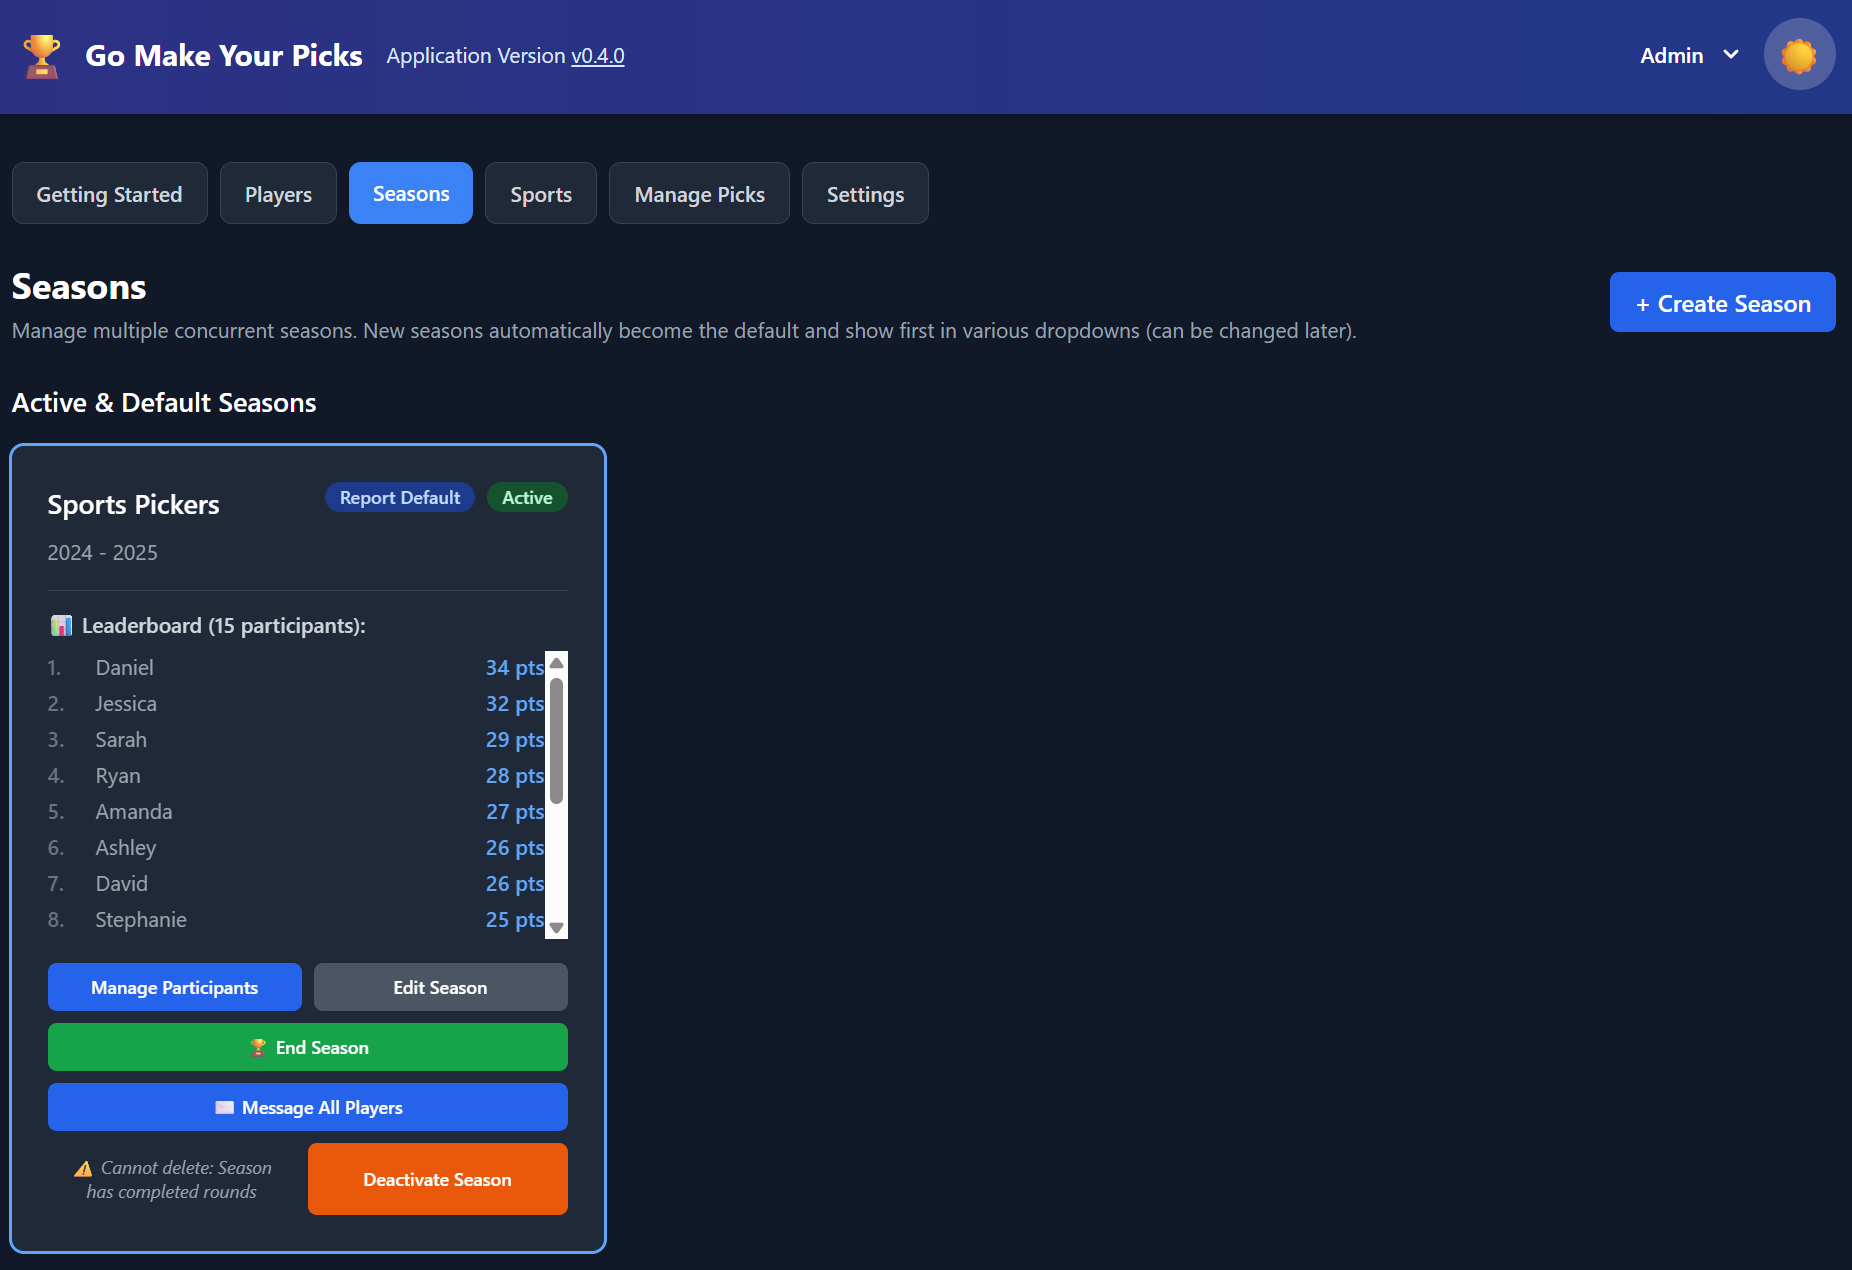 Go Make Your Picks Application Version v0.4.0 Admin
Getting Started Players Seasons Sports Manage Picks Settings
Seasons
+ Create Season
Manage multiple concurrent seasons. New seasons automatically become the default and show first in various dropdowns (can be changed later).
Active & Default Seasons
Sports Pickers Report Default Active
2024 - 2025
Leaderboard (15 participants):
1. Daniel 34 pts
2. Jessica 32 pts
3. Sarah 29 pts
4. Ryan 28 pts
5. Amanda 27 pts
6. Ashley 26 pts
7. David 26 pts
8. Stephanie 25 pts
Manage Participants Edit Season
End Season
Message All Players
Cannot delete: Season
has completed rounds
Deactivate Season